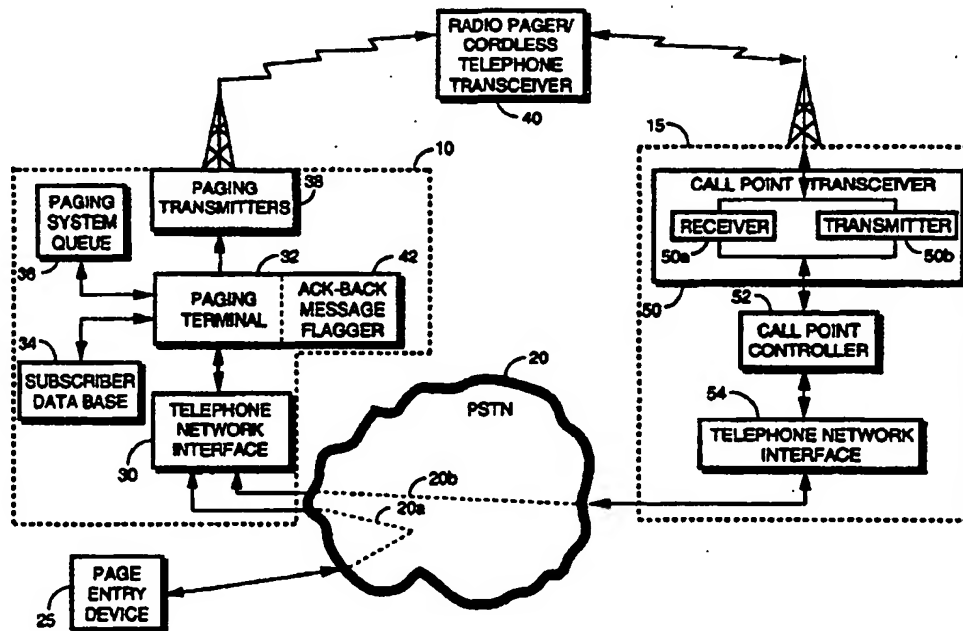 RADIO PAGER/
CORDLESS
TELEPHONE
TRANSCEIVER
40
10
15
PAGING
SYSTEM
QUEUE
36
PAGING
TRANSMITTERS
38
32
42
PAGING
TERMINAL
ACK-BACK
MESSAGE
FLAGGER
34
SUBSCRIBER
DATA BASE
TELEPHONE
NETWORK
INTERFACE
30
CALL POINT TRANSCEIVER
RECEIVER
TRANSMITTER
50a
50b
50
52
CALL POINT
CONTROLLER
54
TELEPHONE NETWORK
INTERFACE
20
PSTN
20b
20a
PAGE
ENTRY
DEVICE
25